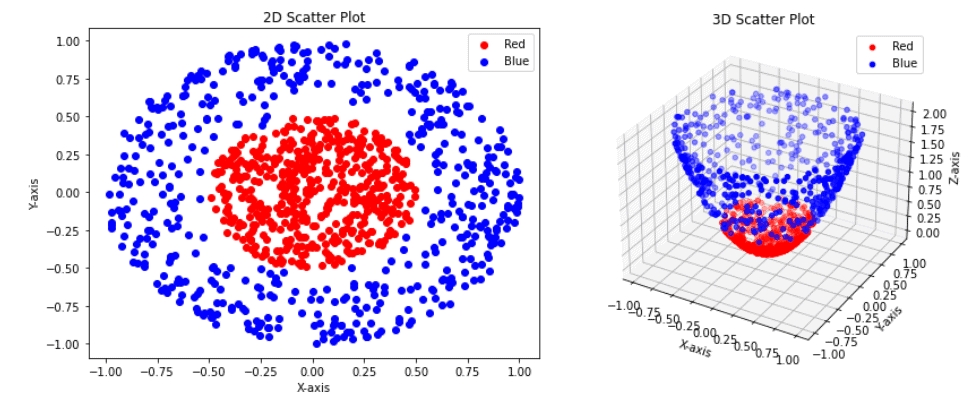 2D Scatter Plot
Red
Blue
1.00
0.75
0.50
0.25
0.00
−0.25
−0.50
−0.75
−1.00
Y-axis
−1.00 −0.75 −0.50 −0.25 0.00 0.25 0.50 0.75 1.00
X-axis
3D Scatter Plot
Red
Blue
2.00
1.75
1.50
1.25
1.00
0.75
0.50
0.25
0.00
Z-axis
1.00
0.75
0.50
0.25
0.00
−0.25
−0.50
−0.75
−1.00
Y-axis
−1.00 −0.75 −0.50 −0.25 0.00 0.25 0.50 0.75 1.00
X-axis